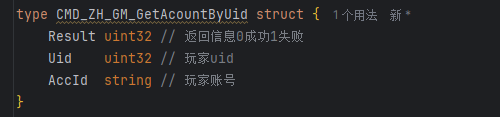 type CMD_ZH_GM_GetAcountByUid struct { 1个用法 新*
Result uint32 // 返回信息0成功1失败
Uid uint32 // 玩家uid
AccId string // 玩家账号
}